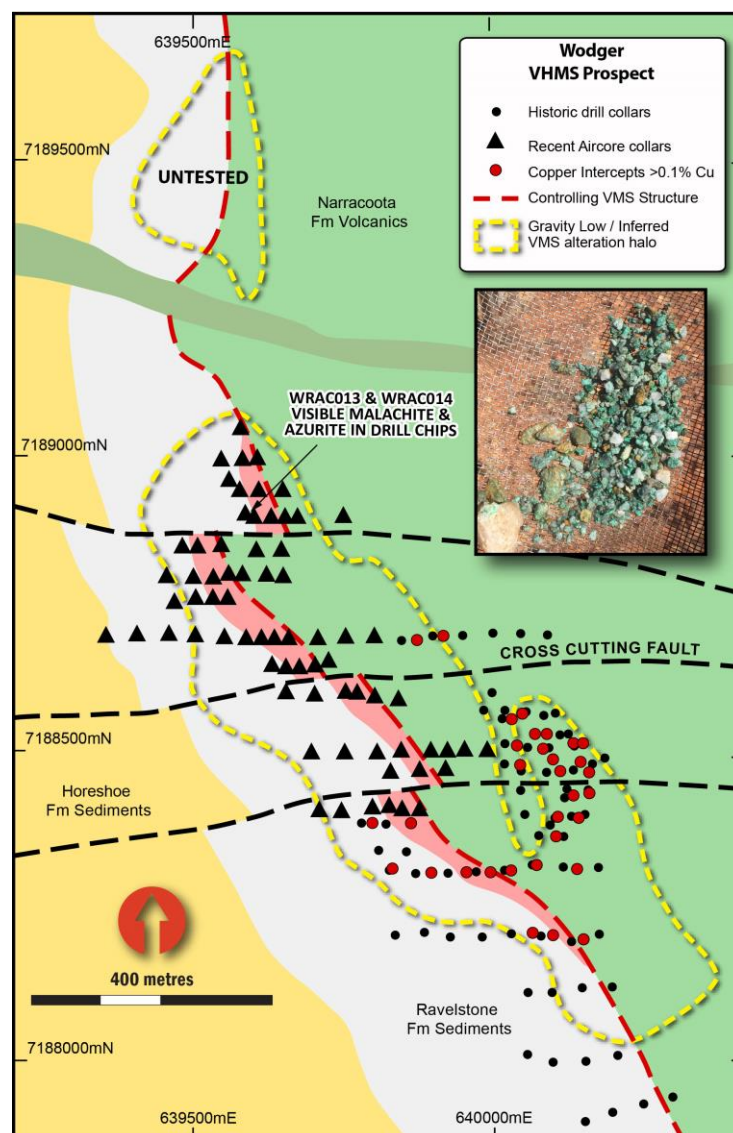 639500mE
7189500mN
UNTESTED
Narracoota
Fm Volcanics
Wodger
VHMS Prospect
Historic drill collars
Recent Aircore collars
Copper Intercepts >0.1% Cu
Controlling VMS Structure
Gravity Low / Inferred
VMS alteration halo
WRAC013 & WRAC014
VISIBLE MALACHITE &
AZURITE IN DRILL CHIPS
7189000mN
CROSS CUTTING FAULT
7188500mN
Horeshoe
Fm Sediments
400 metres
Ravelstone
Fm Sediments
7188000mN
639500mE
640000mE